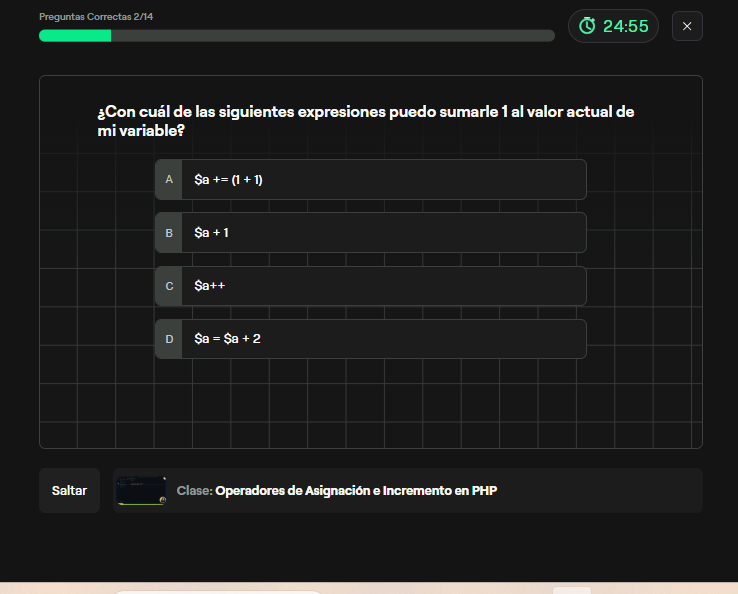 Preguntas Correctas 2/14
24:55
¿Con cuál de las siguientes expresiones puedo sumarle 1 al valor actual de
mi variable?
A $a += (1 + 1)
B $a + 1
C $a++
D $a = $a + 2
Saltar
Clase: Operadores de Asignación e Incremento en PHP